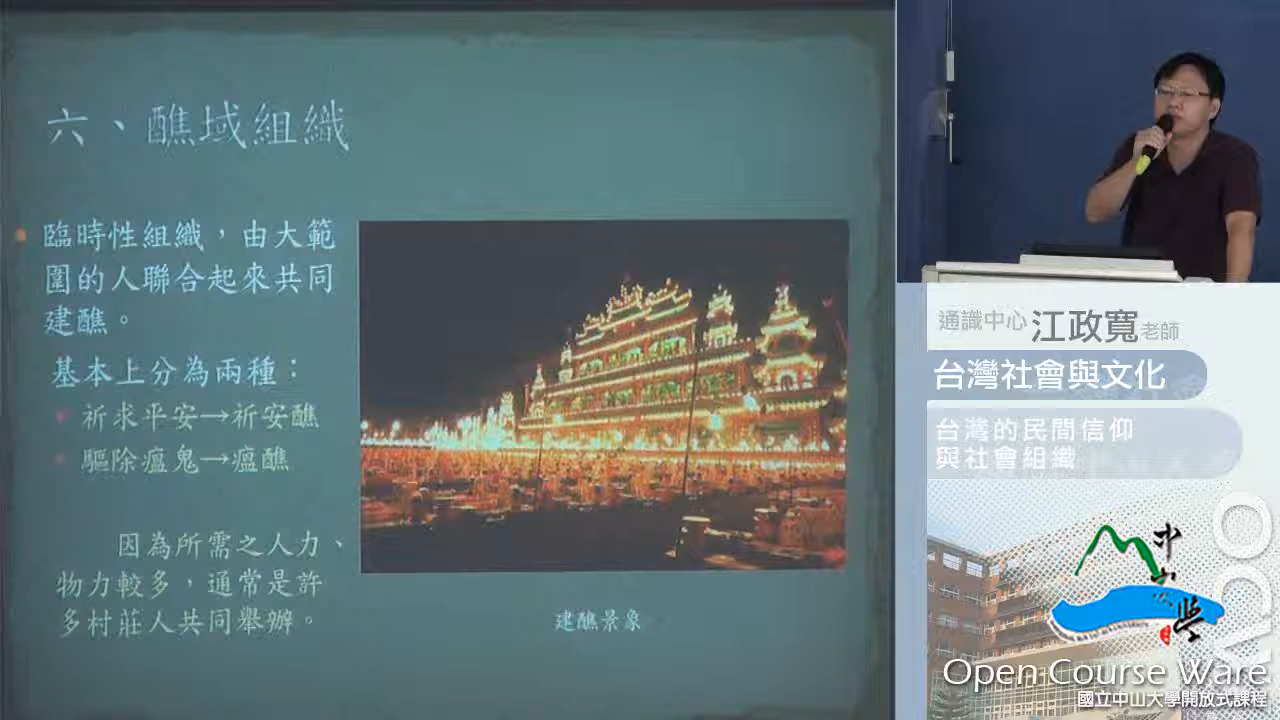 六、醮域組織
臨時性組織，由大範
圍的人聯合起來共同
建醮。
基本上分為兩種：
祈求平安→祈安醮
驅除瘟鬼→瘟醮
因為所需之人力、
物力較多，通常是許
多村莊人共同舉辦。
建醮景象
通識中心江政寬老師
台灣社會與文化
台灣的民間信仰
與社會組織
中山大學
Open Course Ware
國立中山大學開放式課程